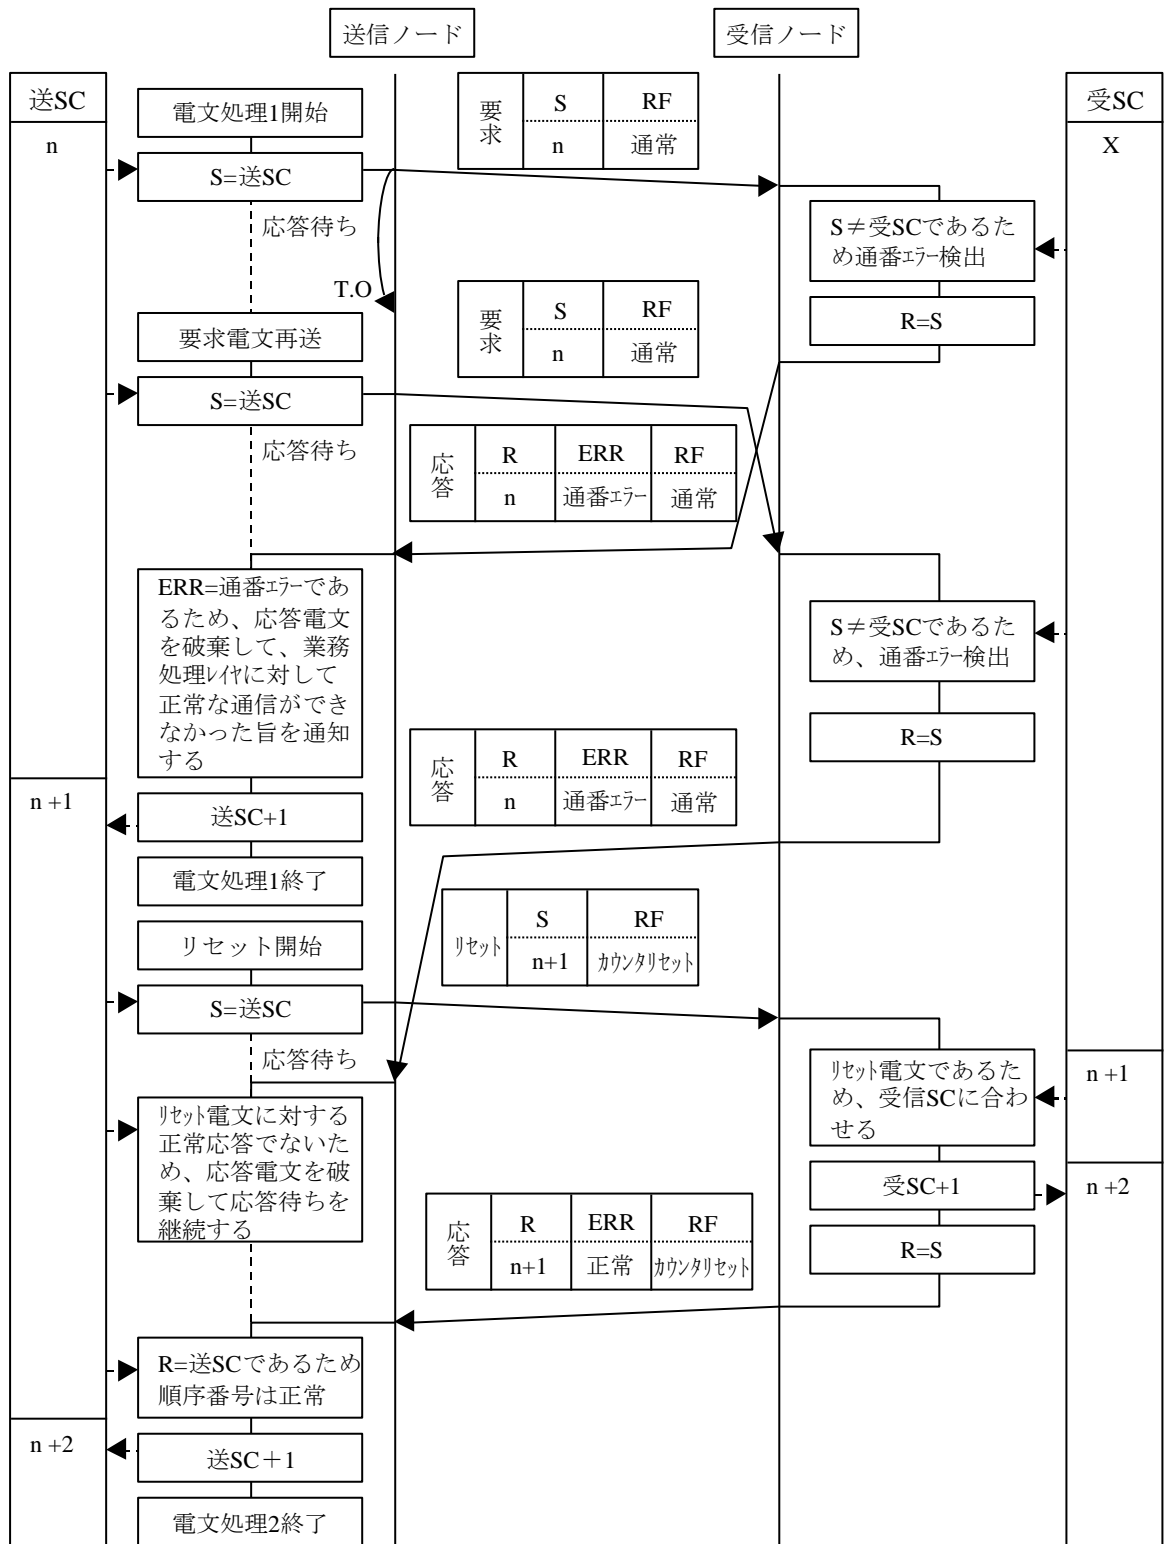 送信ノード
受信ノード
送SC
受SC
電文処理1開始
要求
S
RF
n
通常
n
X
S=送SC
応答待ち
S≠受SCであるた
め通番ｴﾗｰ検出
T.O
要求
S
RF
n
通常
R=S
要求電文再送
S=送SC
応答待ち
応答
R
ERR
RF
n
通番ｴﾗｰ
通常
ERR=通番ｴﾗｰであ
るため、応答電文
を破棄して、業務
処理ﾚｲﾔに対して
正常な通信ができ
なかった旨を通知
する
S≠受SCであるた
め、通番ｴﾗｰ検出
R=S
応答
R
ERR
RF
n
通番ｴﾗｰ
通常
n +1
送SC+1
電文処理1終了
ﾘｾｯﾄ
S
RF
n+1
ｶｳﾝﾀﾘｾｯﾄ
リセット開始
S=送SC
応答待ち
ﾘｾｯﾄ電文であるた
め、受信SCに合わ
せる
n +1
ﾘｾｯﾄ電文に対する
正常応答でないた
め、応答電文を破
棄して応答待ちを
継続する
受SC+1
n +2
応答
R
ERR
RF
n+1
正常
ｶｳﾝﾀﾘｾｯﾄ
R=S
R=送SCであるため
順序番号は正常
n +2
送SC＋1
電文処理2終了